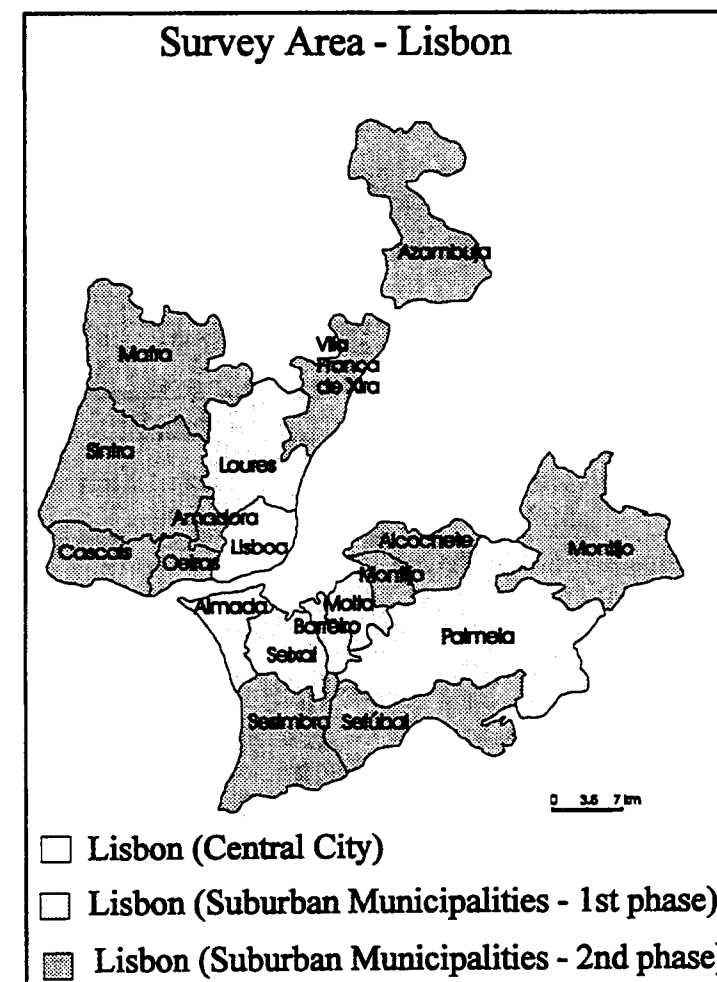 Survey Area - Lisbon
Azambuja
Mafra
Vila
Franca
de Xira
Sintra
Loures
Amadora
Lisboa
Cascais
Oeiras
Alcochete
Montijo
Montijo
Almada
Moita
Barreiro
Seixal
Palmela
Sesimbra
Setúbal
0 3.5 7 km
Lisbon (Central City)
Lisbon (Suburban Municipalities - 1st phase)
Lisbon (Suburban Municipalities - 2nd phase)